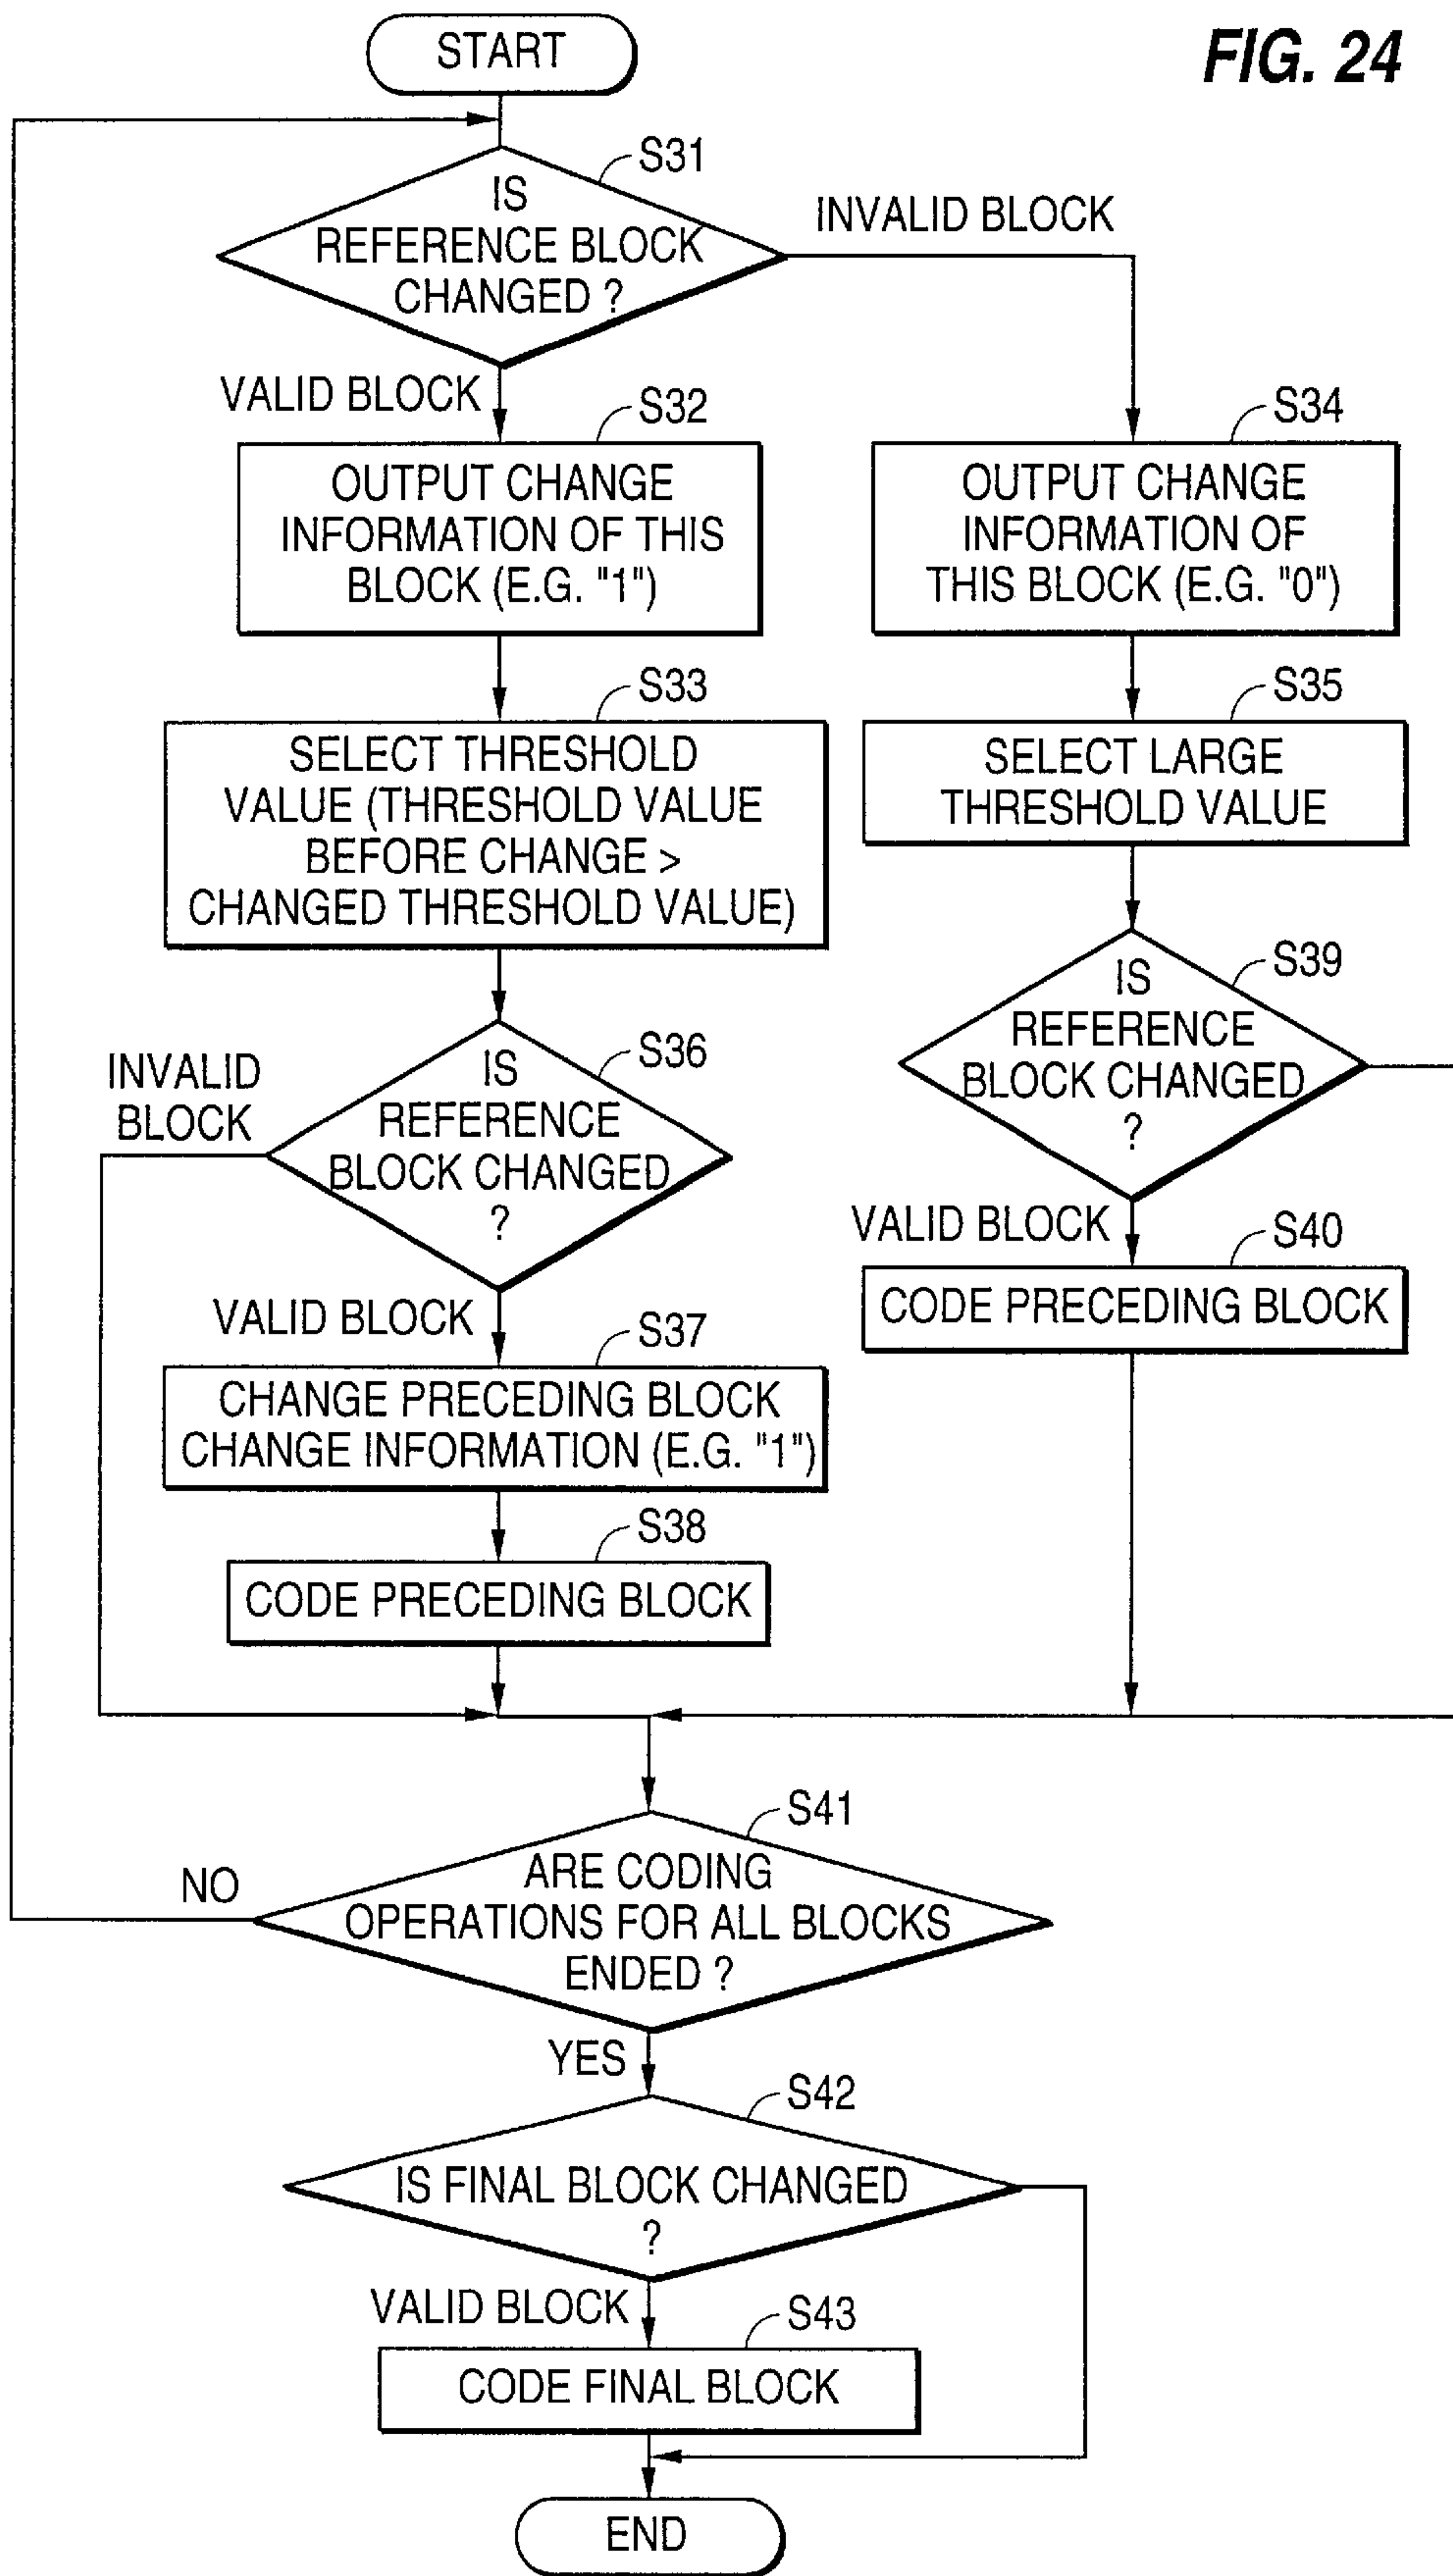 FIG. 24
START
S31
IS
REFERENCE BLOCK
CHANGED ?
INVALID BLOCK
VALID BLOCK
S32
OUTPUT CHANGE
INFORMATION OF THIS
BLOCK (E.G. "1")
S34
OUTPUT CHANGE
INFORMATION OF
THIS BLOCK (E.G. "0")
S33
SELECT THRESHOLD
VALUE (THRESHOLD VALUE
BEFORE CHANGE >
CHANGED THRESHOLD VALUE)
S35
SELECT LARGE
THRESHOLD VALUE
S39
IS
REFERENCE
BLOCK CHANGED
?
INVALID
BLOCK
S36
IS
REFERENCE
BLOCK CHANGED
?
VALID BLOCK
S40
CODE PRECEDING BLOCK
VALID BLOCK
S37
CHANGE PRECEDING BLOCK
CHANGE INFORMATION (E.G. "1")
S38
CODE PRECEDING BLOCK
S41
ARE CODING
OPERATIONS FOR ALL BLOCKS
ENDED ?
NO
YES
S42
IS FINAL BLOCK CHANGED
?
VALID BLOCK
S43
CODE FINAL BLOCK
END